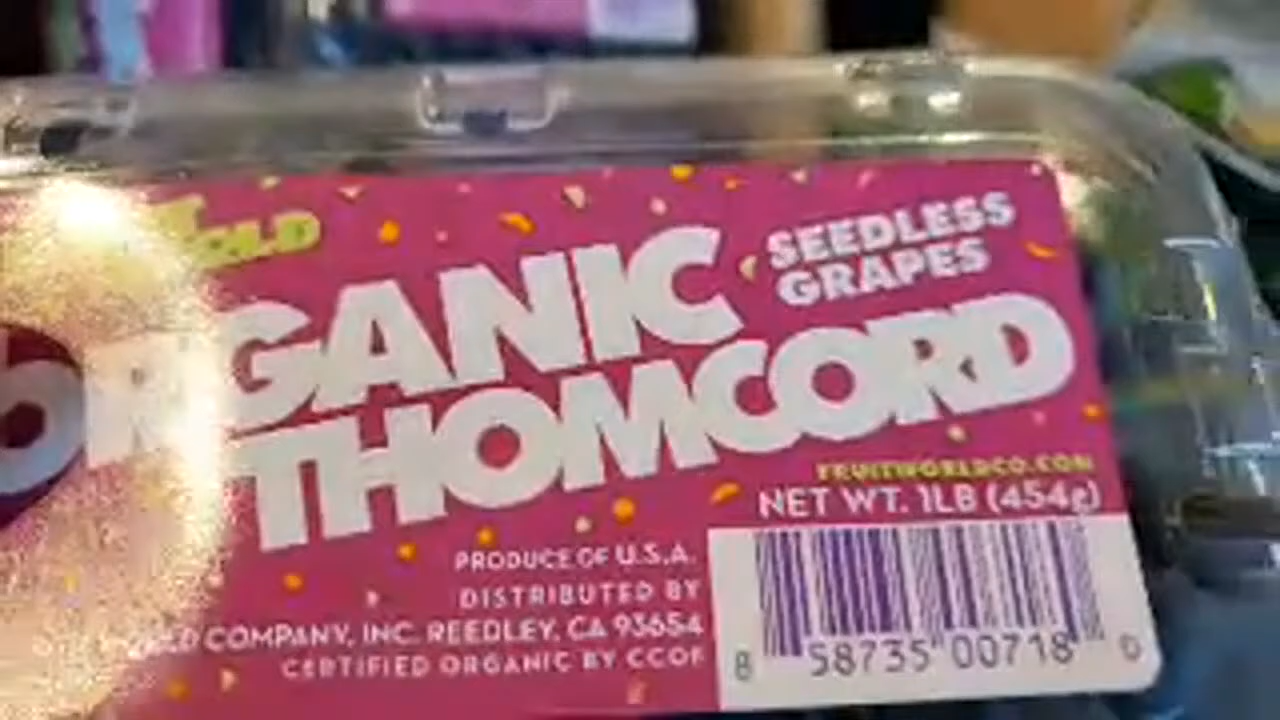 ORGANIC
THOMCORD
SEEDLESS
GRAPES
FRUITWORLDCO.COM
NET WT. 1LB (454g)
PRODUCE OF U.S.A.
DISTRIBUTED BY
COMPANY, INC. REEDLEY, CA 93654
CERTIFIED ORGANIC BY CCOF
8 58735 00718 0